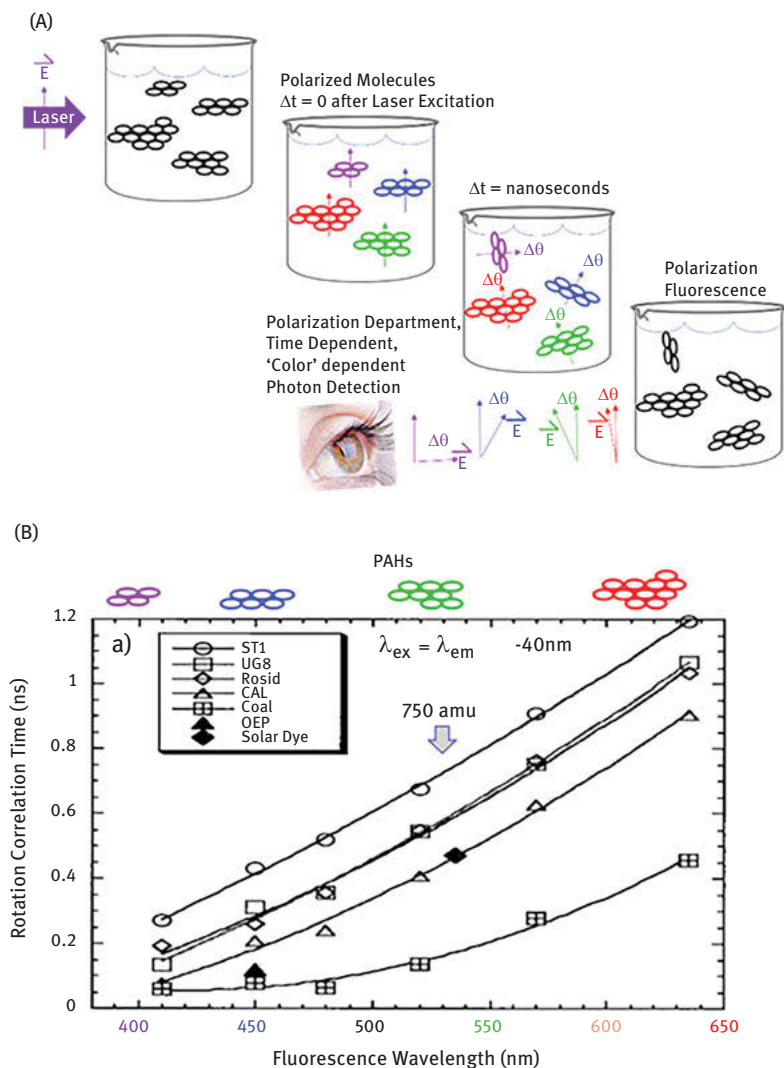 (A)
E
Laser
Polarized Molecules
Δt = 0 after Laser Excitation
Δt = nanoseconds
Δθ
Δθ
Δθ
Δθ
Polarization
Fluorescence
Polarization Department,
Time Dependent,
'Color' dependent
Photon Detection
Δθ
E
Δθ
E
Δθ
E
Δθ
E
(B)
PAHs
a)
λex = λem -40nm
ST1
UG8
Rosid
CAL
Coal
OEP
Solar Dye
750 amu
Rotation Correlation Time (ns)
1.2
1
0.8
0.6
0.4
0.2
0
400 450 500 550 600 650
Fluorescence Wavelength (nm)